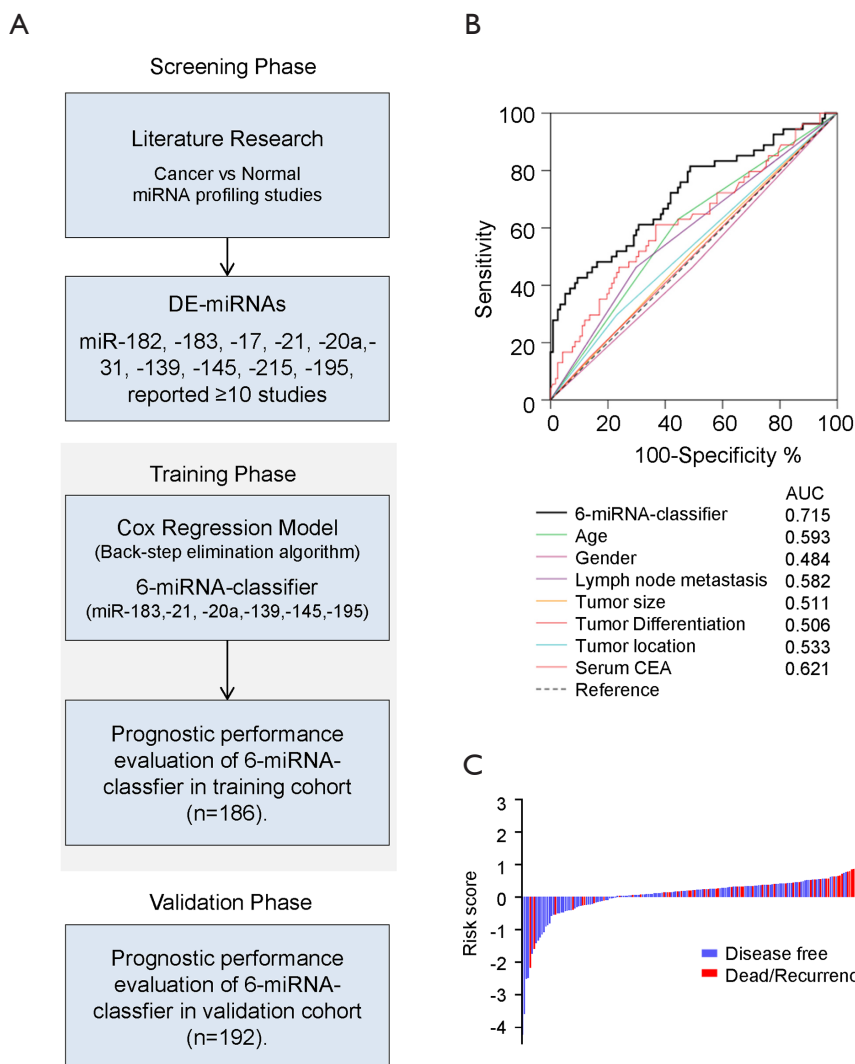 A
Screening Phase
Literature Research
Cancer vs Normal
miRNA profiling studies
DE-miRNAs
miR-182, -183, -17, -21, -20a,-
31, -139, -145, -215, -195,
reported ≥10 studies
Training Phase
Cox Regression Model
(Back-step elimination algorithm)
6-miRNA-classifier
(miR-183,-21, -20a,-139,-145,-195)
Prognostic performance
evaluation of 6-miRNA-
classfier in training cohort
(n=186).
Validation Phase
Prognostic performance
evaluation of 6-miRNA-
classfier in validation cohort
(n=192).
B
Sensitivity
100
80
60
40
20
0
0 20 40 60 80 100
100-Specificity %
AUC
6-miRNA-classifier 0.715
Age 0.593
Gender 0.484
Lymph node metastasis 0.582
Tumor size 0.511
Tumor Differentiation 0.506
Tumor location 0.533
Serum CEA 0.621
Reference
C
Risk score
3
2
1
0
-1
-2
-3
-4
Disease free
Dead/Recurrenc